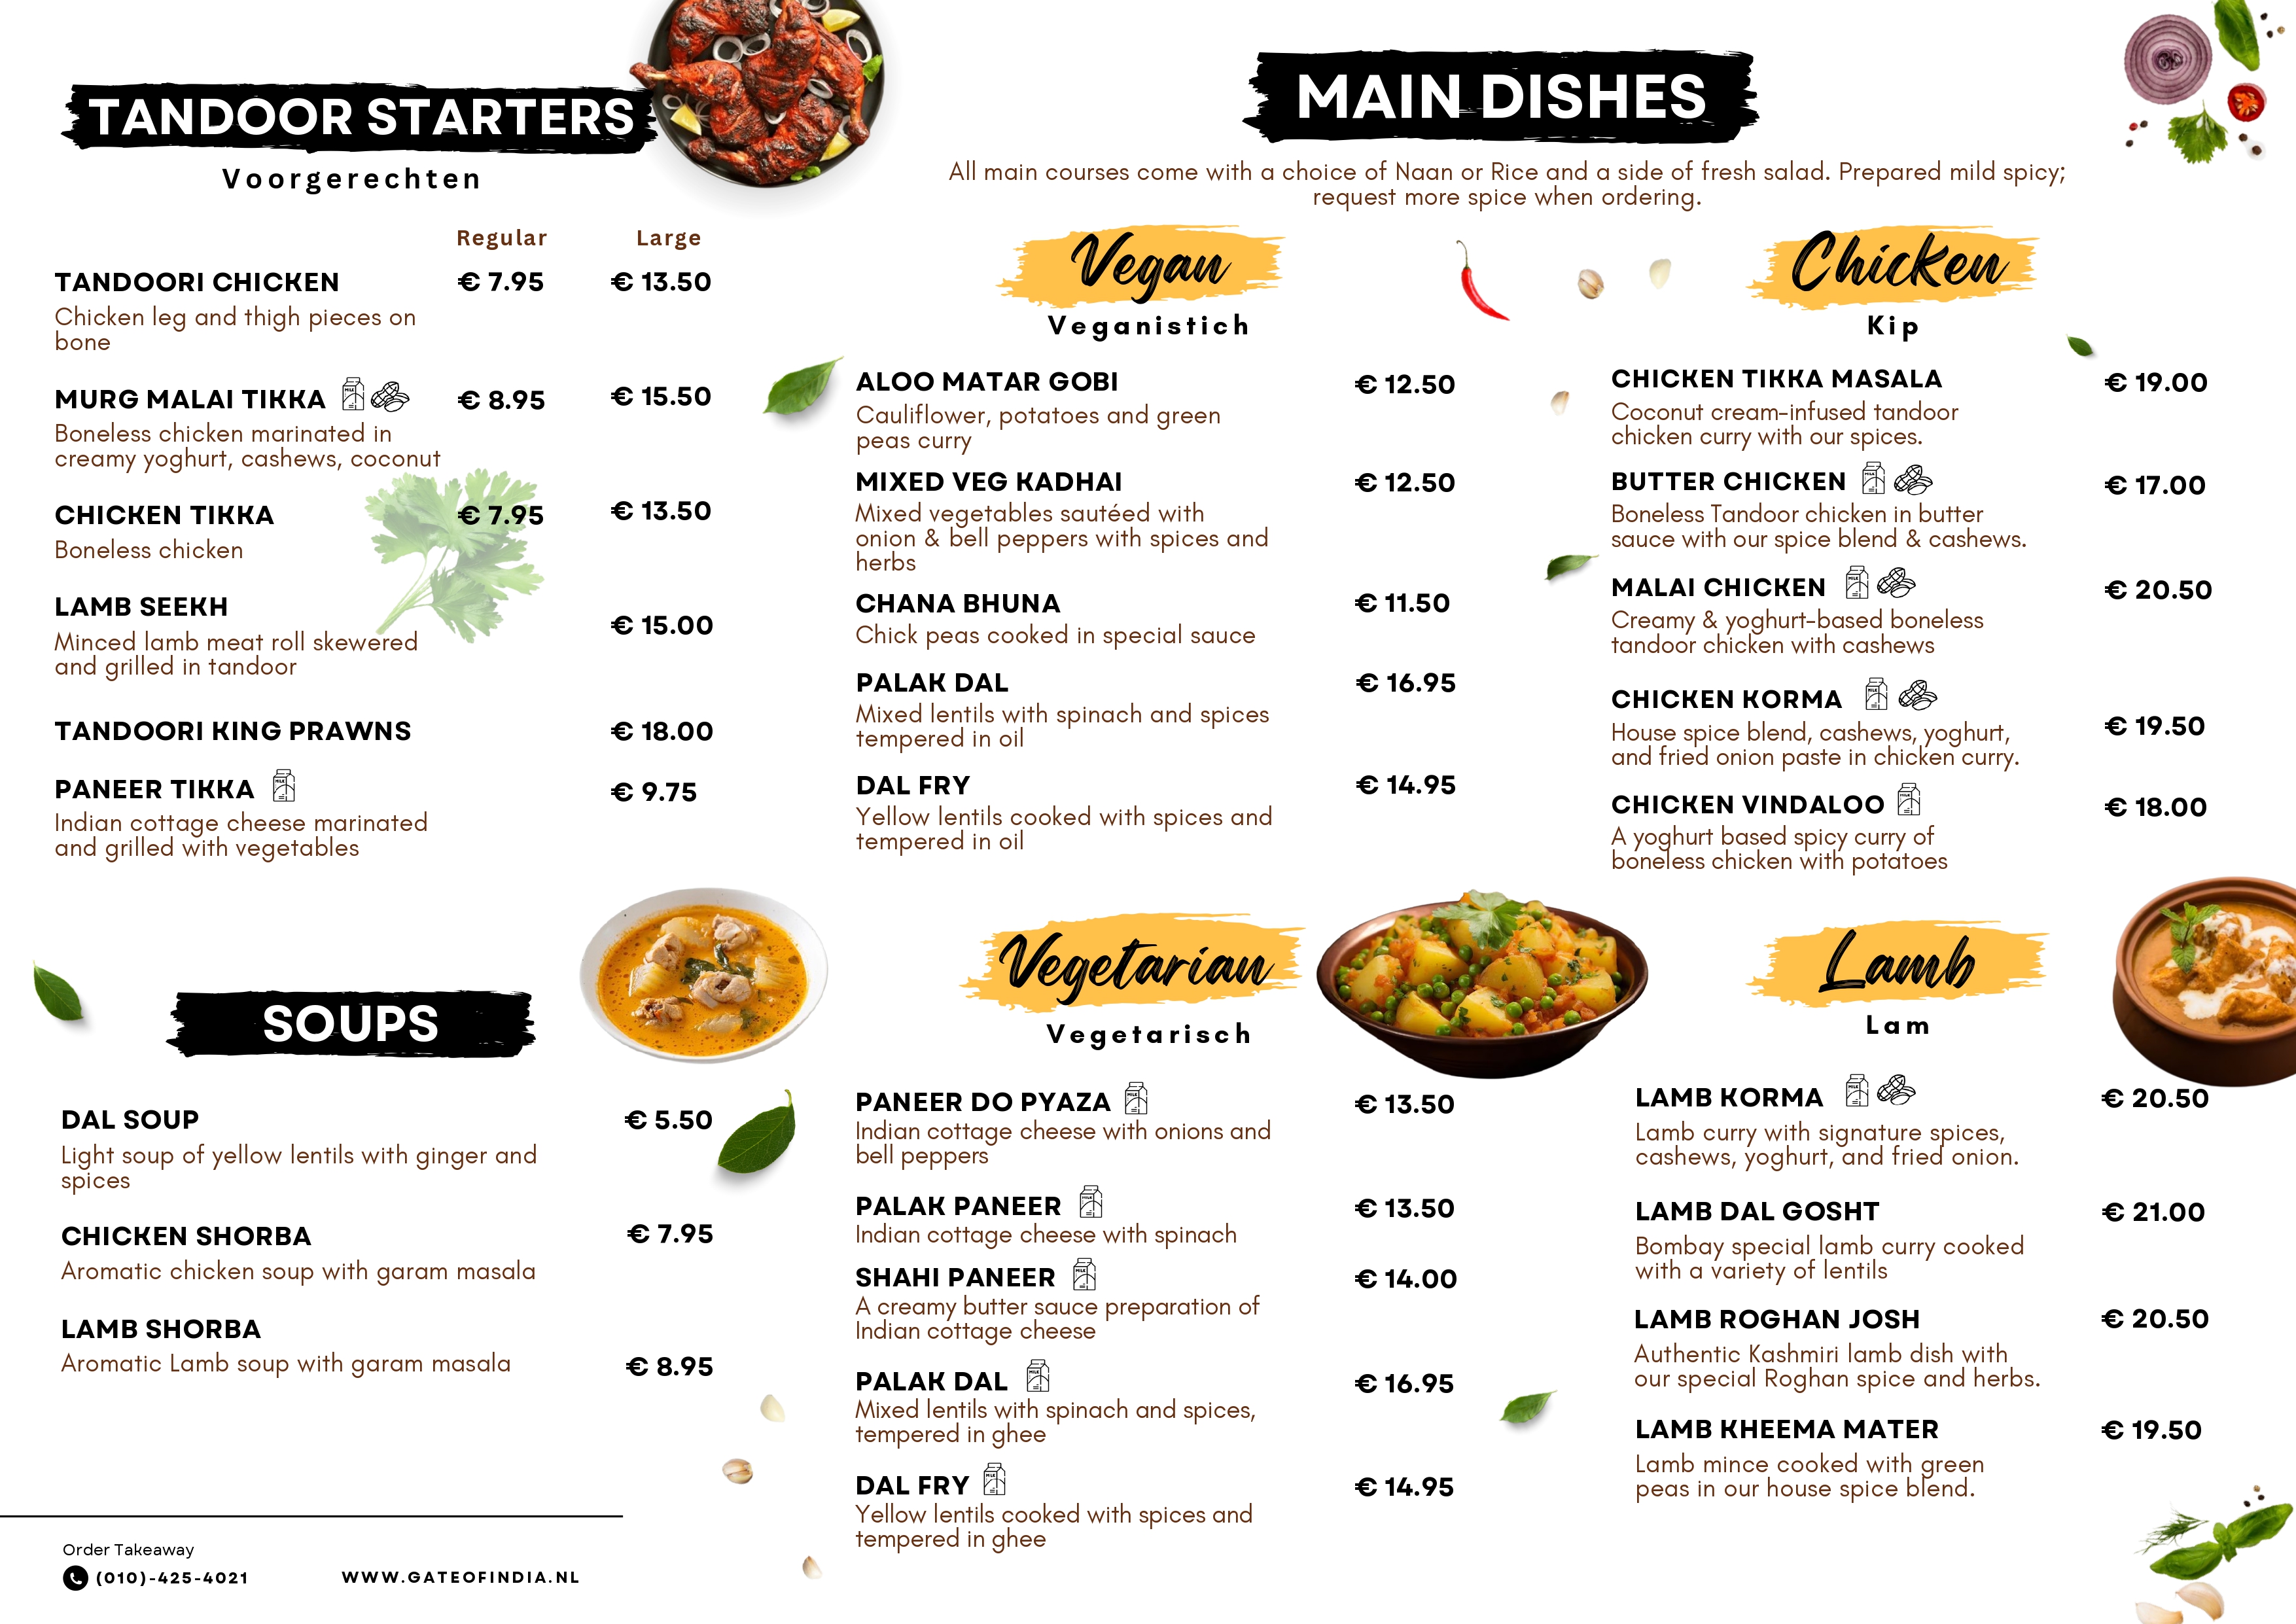 TANDOOR STARTERS
Voorgerechten
Regular Large
TANDOORI CHICKEN € 7.95 € 13.50
Chicken leg and thigh pieces on
bone
MURG MALAI TIKKA € 8.95 € 15.50
Boneless chicken marinated in
creamy yoghurt, cashews, coconut
CHICKEN TIKKA € 7.95 € 13.50
Boneless chicken
LAMB SEEKH € 15.00
Minced lamb meat roll skewered
and grilled in tandoor
TANDOORI KING PRAWNS € 18.00
PANEER TIKKA € 9.75
Indian cottage cheese marinated
and grilled with vegetables
SOUPS
DAL SOUP € 5.50
Light soup of yellow lentils with ginger and
spices
CHICKEN SHORBA € 7.95
Aromatic chicken soup with garam masala
LAMB SHORBA € 8.95
Aromatic Lamb soup with garam masala
Order Takeaway
(010)-425-4021 WWW.GATEOFINDIA.NL
MAIN DISHES
All main courses come with a choice of Naan or Rice and a side of fresh salad. Prepared mild spicy;
request more spice when ordering.
Vegan
Veganistich
ALOO MATAR GOBI € 12.50
Cauliflower, potatoes and green
peas curry
MIXED VEG KADHAI € 12.50
Mixed vegetables sautéed with
onion & bell peppers with spices and
herbs
CHANA BHUNA € 11.50
Chick peas cooked in special sauce
PALAK DAL € 16.95
Mixed lentils with spinach and spices
tempered in oil
DAL FRY € 14.95
Yellow lentils cooked with spices and
tempered in oil
Vegetarian
Vegetarisch
PANEER DO PYAZA € 13.50
Indian cottage cheese with onions and
bell peppers
PALAK PANEER € 13.50
Indian cottage cheese with spinach
SHAHI PANEER € 14.00
A creamy butter sauce preparation of
Indian cottage cheese
PALAK DAL € 16.95
Mixed lentils with spinach and spices,
tempered in ghee
DAL FRY € 14.95
Yellow lentils cooked with spices and
tempered in ghee
Chicken
Kip
CHICKEN TIKKA MASALA € 19.00
Coconut cream-infused tandoor
chicken curry with our spices.
BUTTER CHICKEN € 17.00
Boneless Tandoor chicken in butter
sauce with our spice blend & cashews.
MALAI CHICKEN € 20.50
Creamy & yoghurt-based boneless
tandoor chicken with cashews
CHICKEN KORMA € 19.50
House spice blend, cashews, yoghurt,
and fried onion paste in chicken curry.
CHICKEN VINDALOO € 18.00
A yoghurt based spicy curry of
boneless chicken with potatoes
Lamb
Lam
LAMB KORMA € 20.50
Lamb curry with signature spices,
cashews, yoghurt, and fried onion.
LAMB DAL GOSHT € 21.00
Bombay special lamb curry cooked
with a variety of lentils
LAMB ROGHAN JOSH € 20.50
Authentic Kashmiri lamb dish with
our special Roghan spice and herbs.
LAMB KHEEMA MATER € 19.50
Lamb mince cooked with green
peas in our house spice blend.